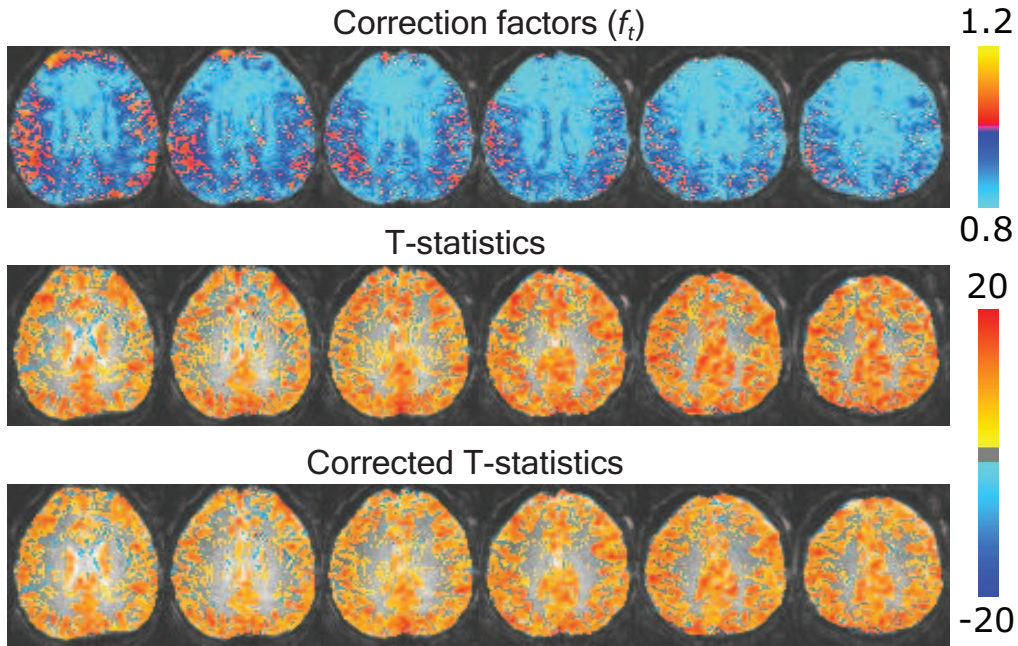 Correction factors (f_t)
1.2
0.8
T-statistics
20
Corrected T-statistics
-20